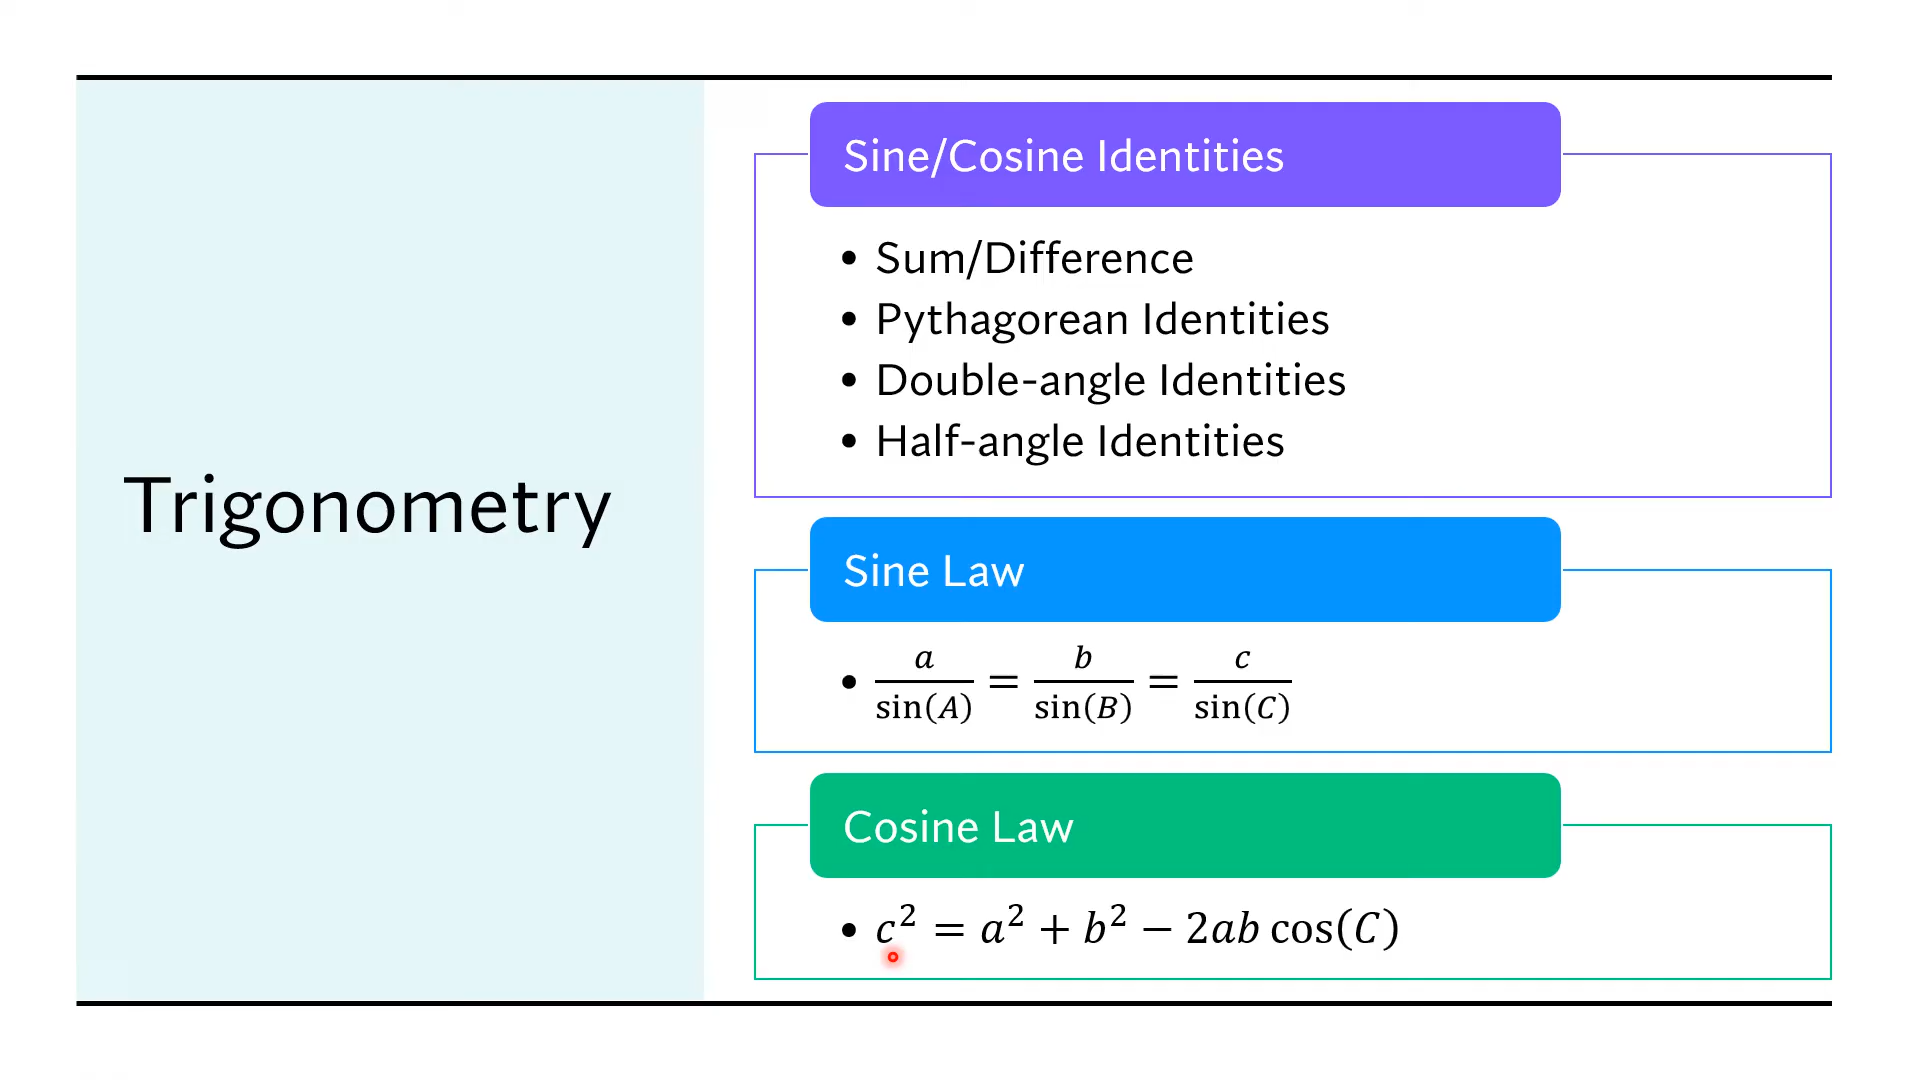 Trigonometry
Sine/Cosine Identities
• Sum/Difference
• Pythagorean Identities
• Double-angle Identities
• Half-angle Identities
Sine Law
• a/sin(A) = b/sin(B) = c/sin(C)
Cosine Law
• c² = a² + b² − 2ab cos(C)